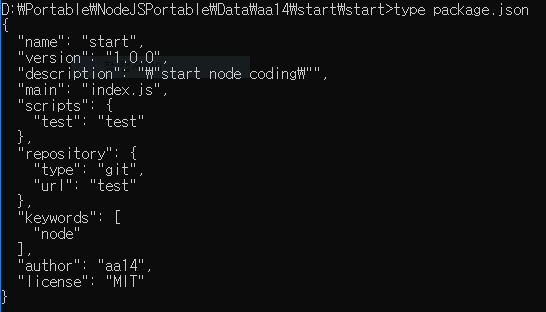 D:₩Portable₩NodeJSPortable₩Data₩aa14₩start₩start>type package.json
{
  "name": "start",
  "version": "1.0.0",
  "description": "₩"start node coding₩"",
  "main": "index.js",
  "scripts": {
    "test": "test"
  },
  "repository": {
    "type": "git",
    "url": "test"
  },
  "keywords": [
    "node"
  ],
  "author": "aa14",
  "license": "MIT"
}